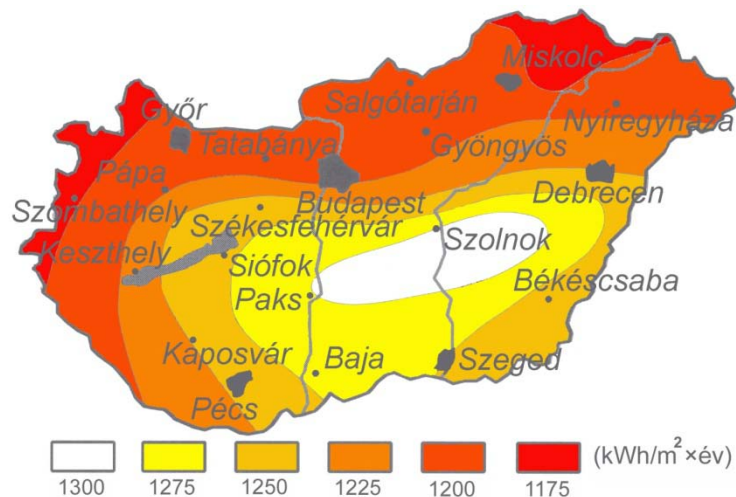 Miskolc
Salgótarján
Győr
Nyíregyháza
Tatabánya
Gyöngyös
Pápa
Debrecen
Budapest
Szombathely
Székesfehérvár
Szolnok
Keszthely
Siófok
Békéscsaba
Paks
Kaposvár
Baja
Szeged
Pécs
(kWh/m²×év)
1300 1275 1250 1225 1200 1175